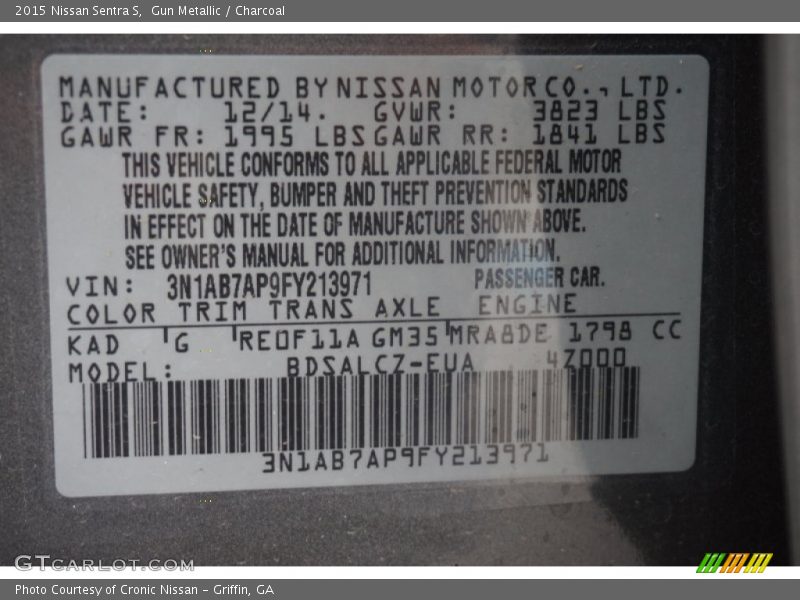 2015 Nissan Sentra S,  Gun Metallic / Charcoal
MANUFACTURED BY NISSAN MOTOR CO., LTD.
DATE: 12/14. GVWR: 3823 LBS
GAWR FR: 1995 LBS GAWR RR: 1841 LBS
THIS VEHICLE CONFORMS TO ALL APPLICABLE FEDERAL MOTOR
VEHICLE SAFETY, BUMPER AND THEFT PREVENTION STANDARDS
IN EFFECT ON THE DATE OF MANUFACTURE SHOWN ABOVE.
SEE OWNER'S MANUAL FOR ADDITIONAL INFORMATION.
VIN: 3N1AB7AP9FY213971 PASSENGER CAR.
COLOR TRIM TRANS AXLE ENGINE
KAD G RE0F11A GM35 MRA8DE 1798 CC
MODEL: BDSALCZ-EUA 4Z000
3N1AB7AP9FY213971
GTCARLOT.COM
Photo Courtesy of Cronic Nissan – Griffin, GA